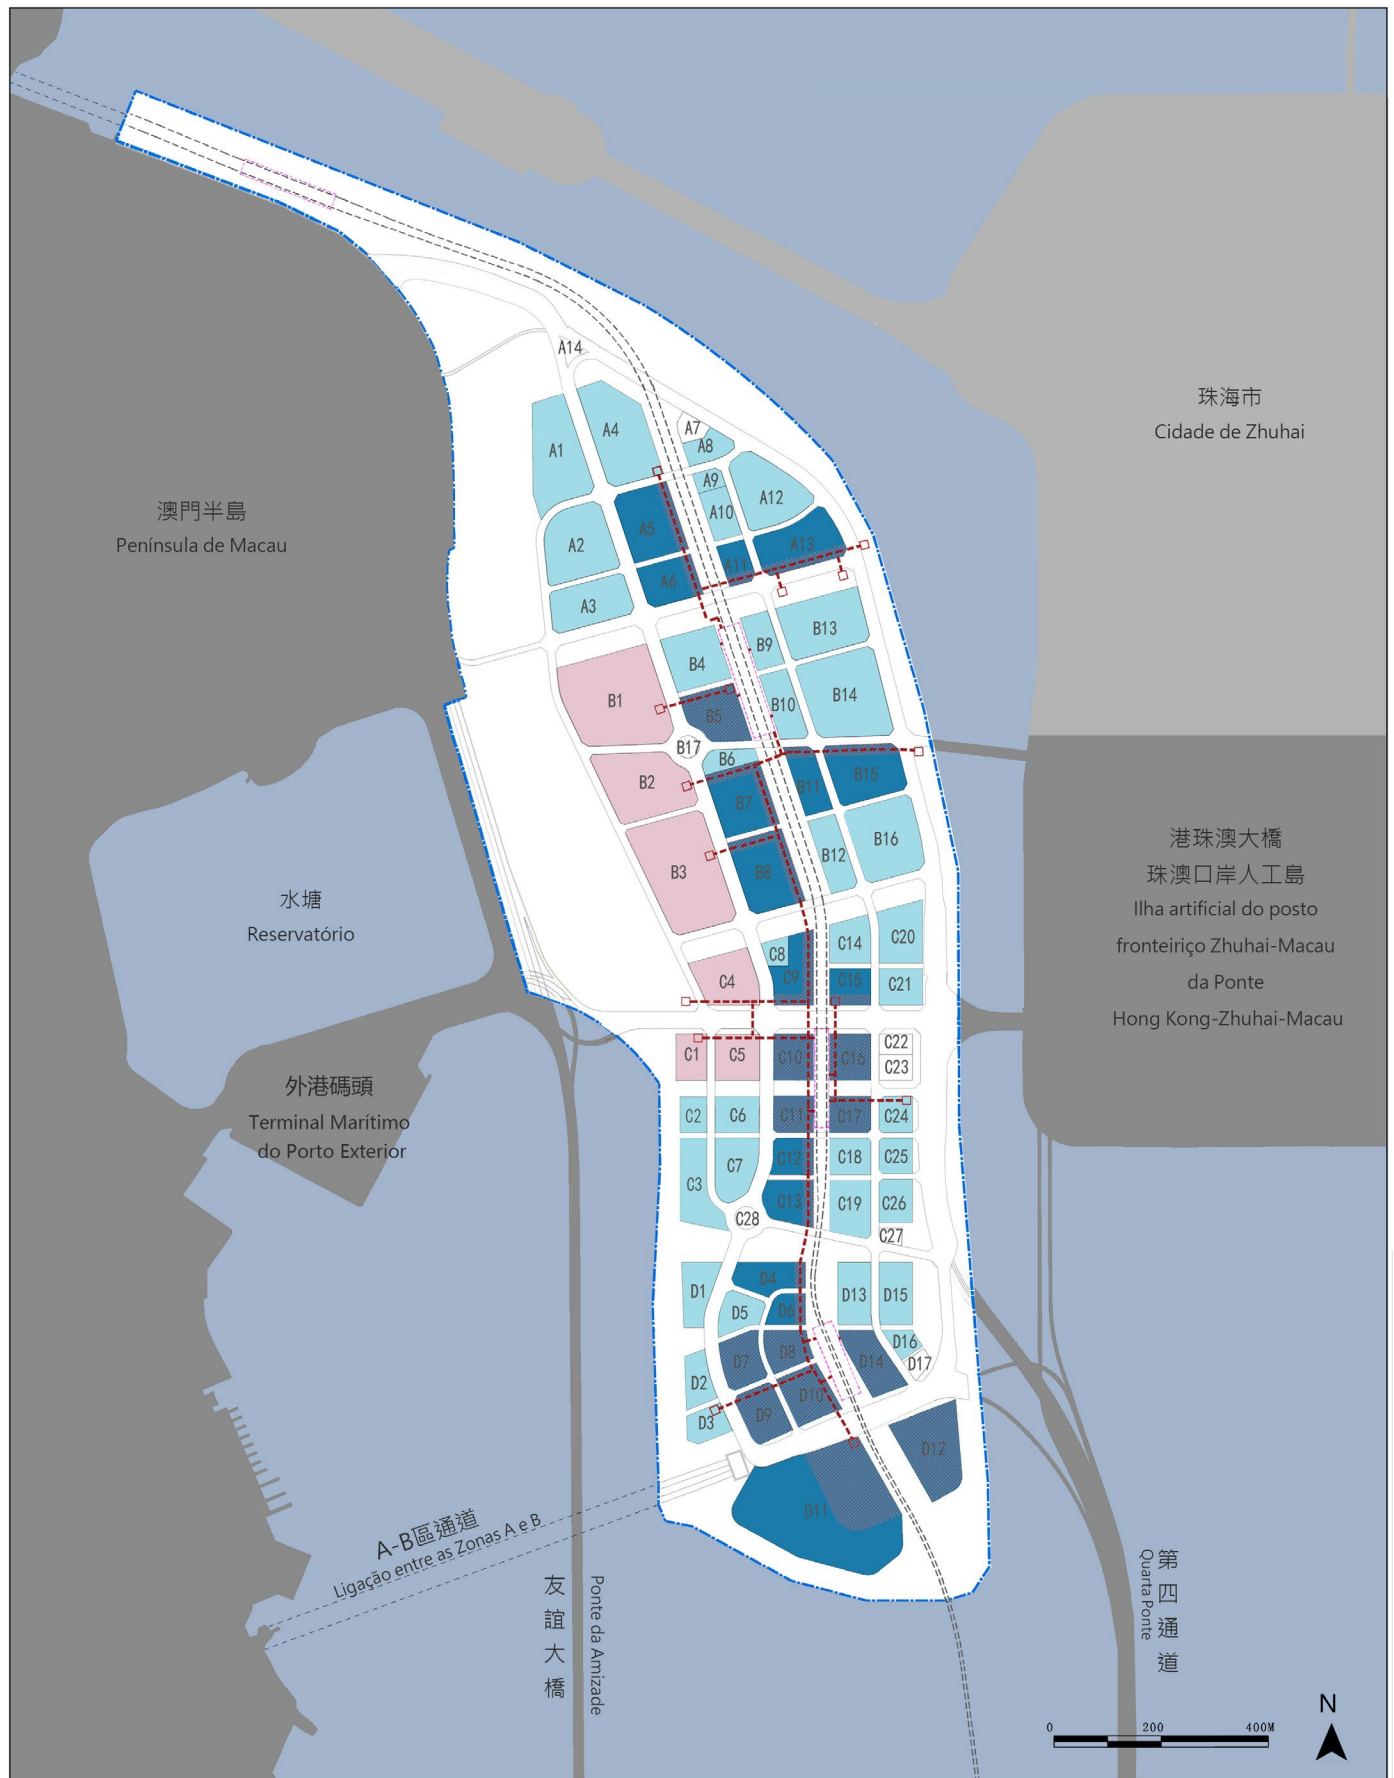 A14
A1
A4
A7
A8
A9
A10
A12
A5
A13
A2
A11
A6
A3
珠海市
Cidade de Zhuhai
澳門半島
Península de Macau
B13
B9
B4
B14
B1
B10
B5
B17
B6
B2
B15
B11
B7
B16
B12
B3
B8
港珠澳大橋
珠澳口岸人工島
Ilha artificial do posto
fronteiriço Zhuhai-Macau
da Ponte
Hong Kong-Zhuhai-Macau
水塘
Reservatório
C20
C14
C8
C9
C15
C21
C4
C22
C23
C1
C5
C10
C16
外港碼頭
Terminal Marítimo
do Porto Exterior
C2
C6
C11
C17
C24
C7
C12
C18
C25
C3
C13
C19
C26
C28
C27
D1
D4
D5
D6
D13
D15
D16
D17
D7
D8
D14
D2
D10
D3
D9
D12
D11
A-B區通道
Ligação entre as Zonas A e B
友誼大橋
Ponte da Amizade
第四通道
Quarta Ponte
N
0 200 400M